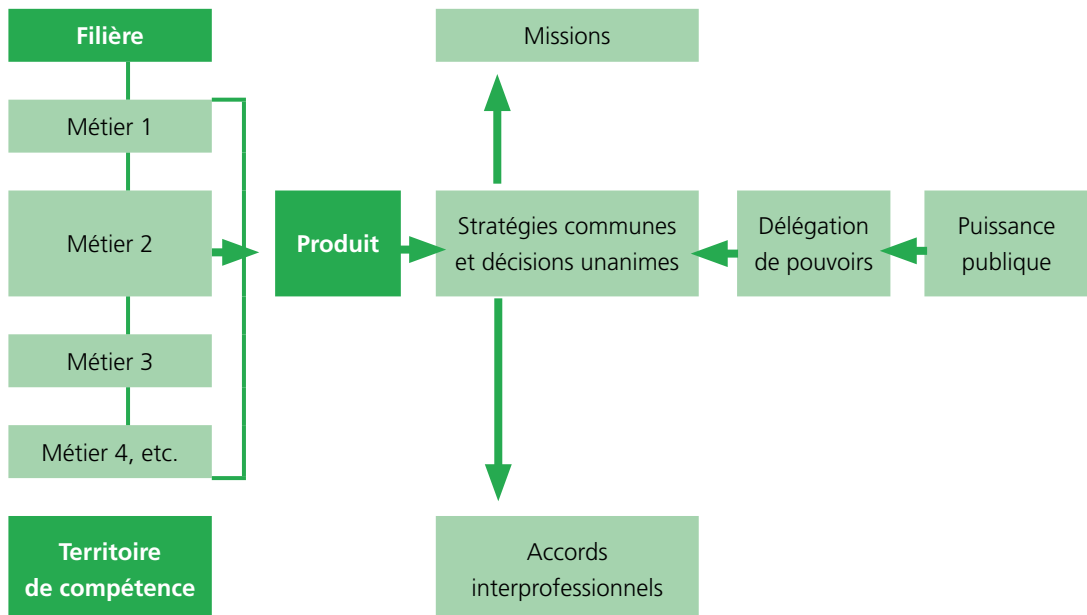 Filière
Métier 1
Métier 2
Métier 3
Métier 4, etc.
Territoire
de compétence
Produit
Missions
Stratégies communes
et décisions unanimes
Accords
interprofessionnels
Délégation
de pouvoirs
Puissance
publique